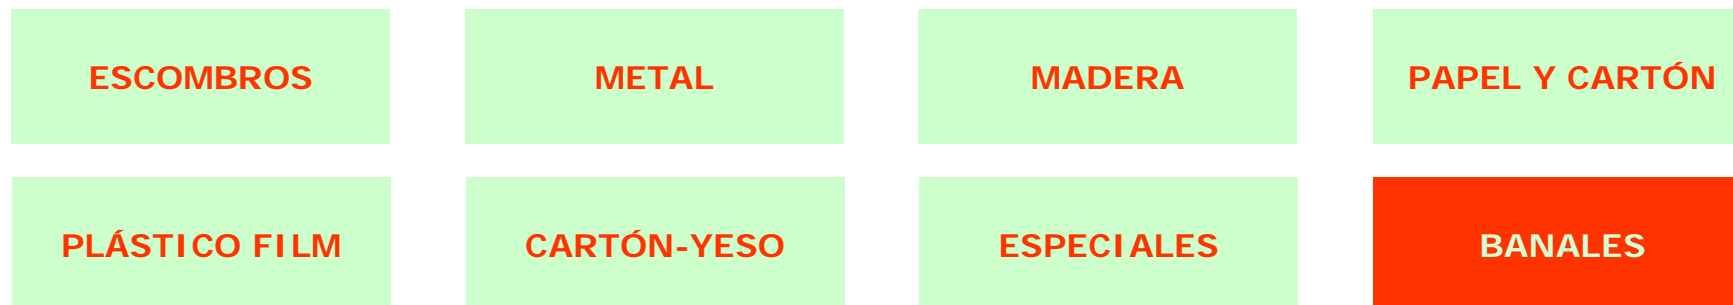 ESCOMBROS
METAL
MADERA
PAPEL Y CARTÓN
PLÁSTICO FILM
CARTÓN-YESO
ESPECIALES
BANALES